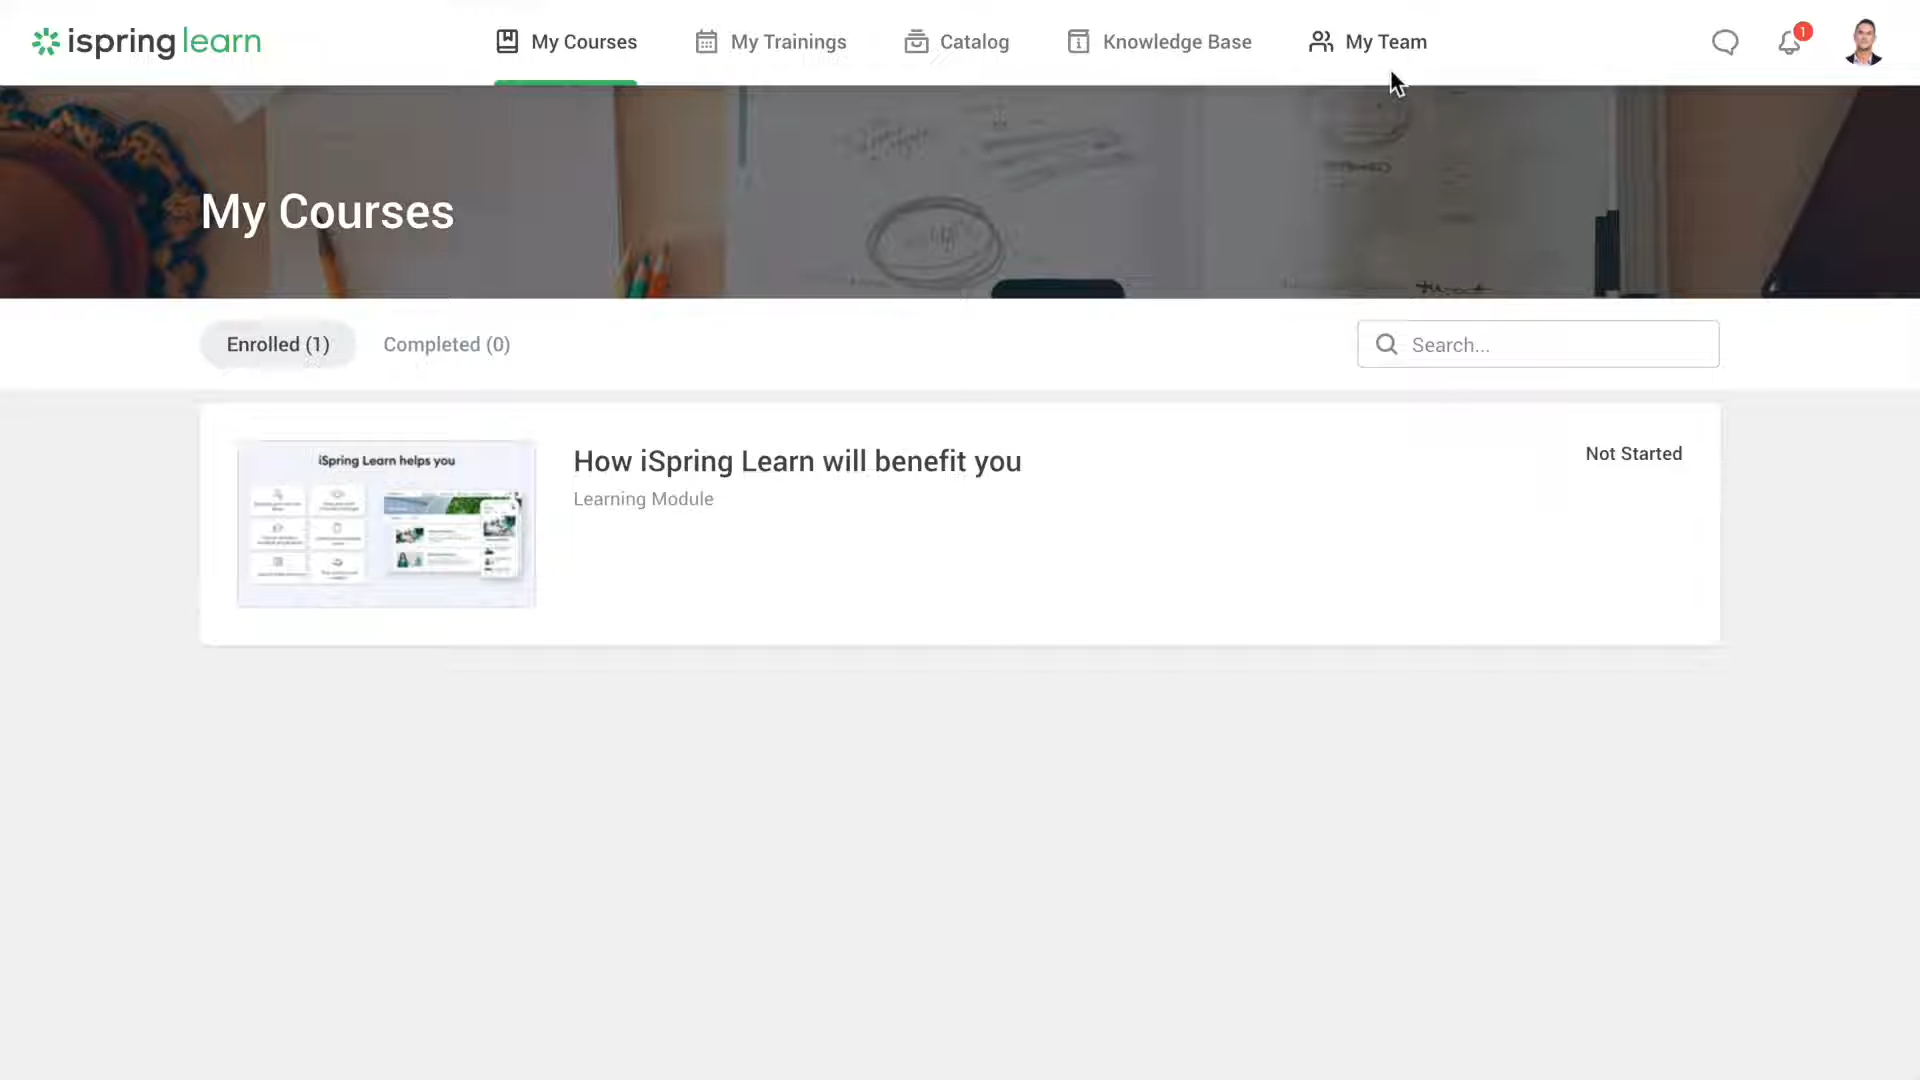 ispring learn
My Courses
My Trainings
Catalog
Knowledge Base
My Team
1
My Courses
Enrolled (1)
Completed (0)
Search...
iSpring Learn helps you
How iSpring Learn will benefit you
Learning Module
Not Started